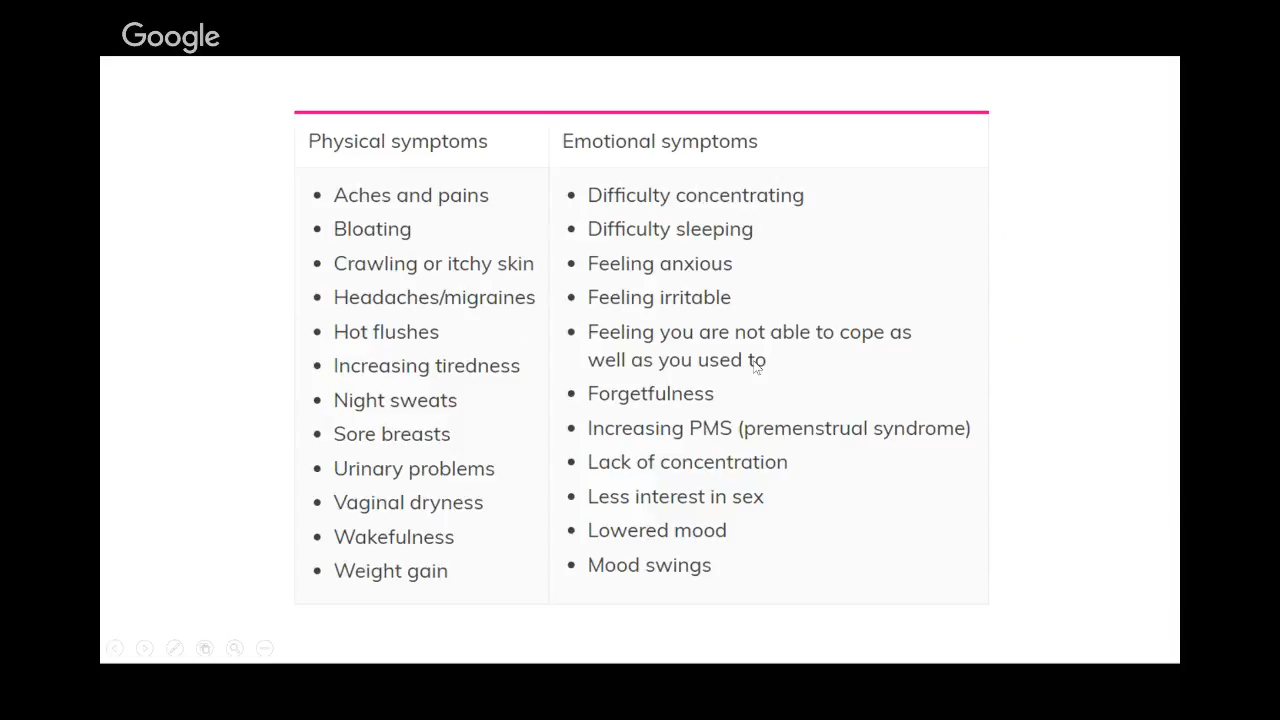 Google
Physical symptoms
Aches and pains
Bloating
Crawling or itchy skin
Headaches/migraines
Hot flushes
Increasing tiredness
Night sweats
Sore breasts
Urinary problems
Vaginal dryness
Wakefulness
Weight gain
Emotional symptoms
Difficulty concentrating
Difficulty sleeping
Feeling anxious
Feeling irritable
Feeling you are not able to cope as
well as you used to
Forgetfulness
Increasing PMS (premenstrual syndrome)
Lack of concentration
Less interest in sex
Lowered mood
Mood swings